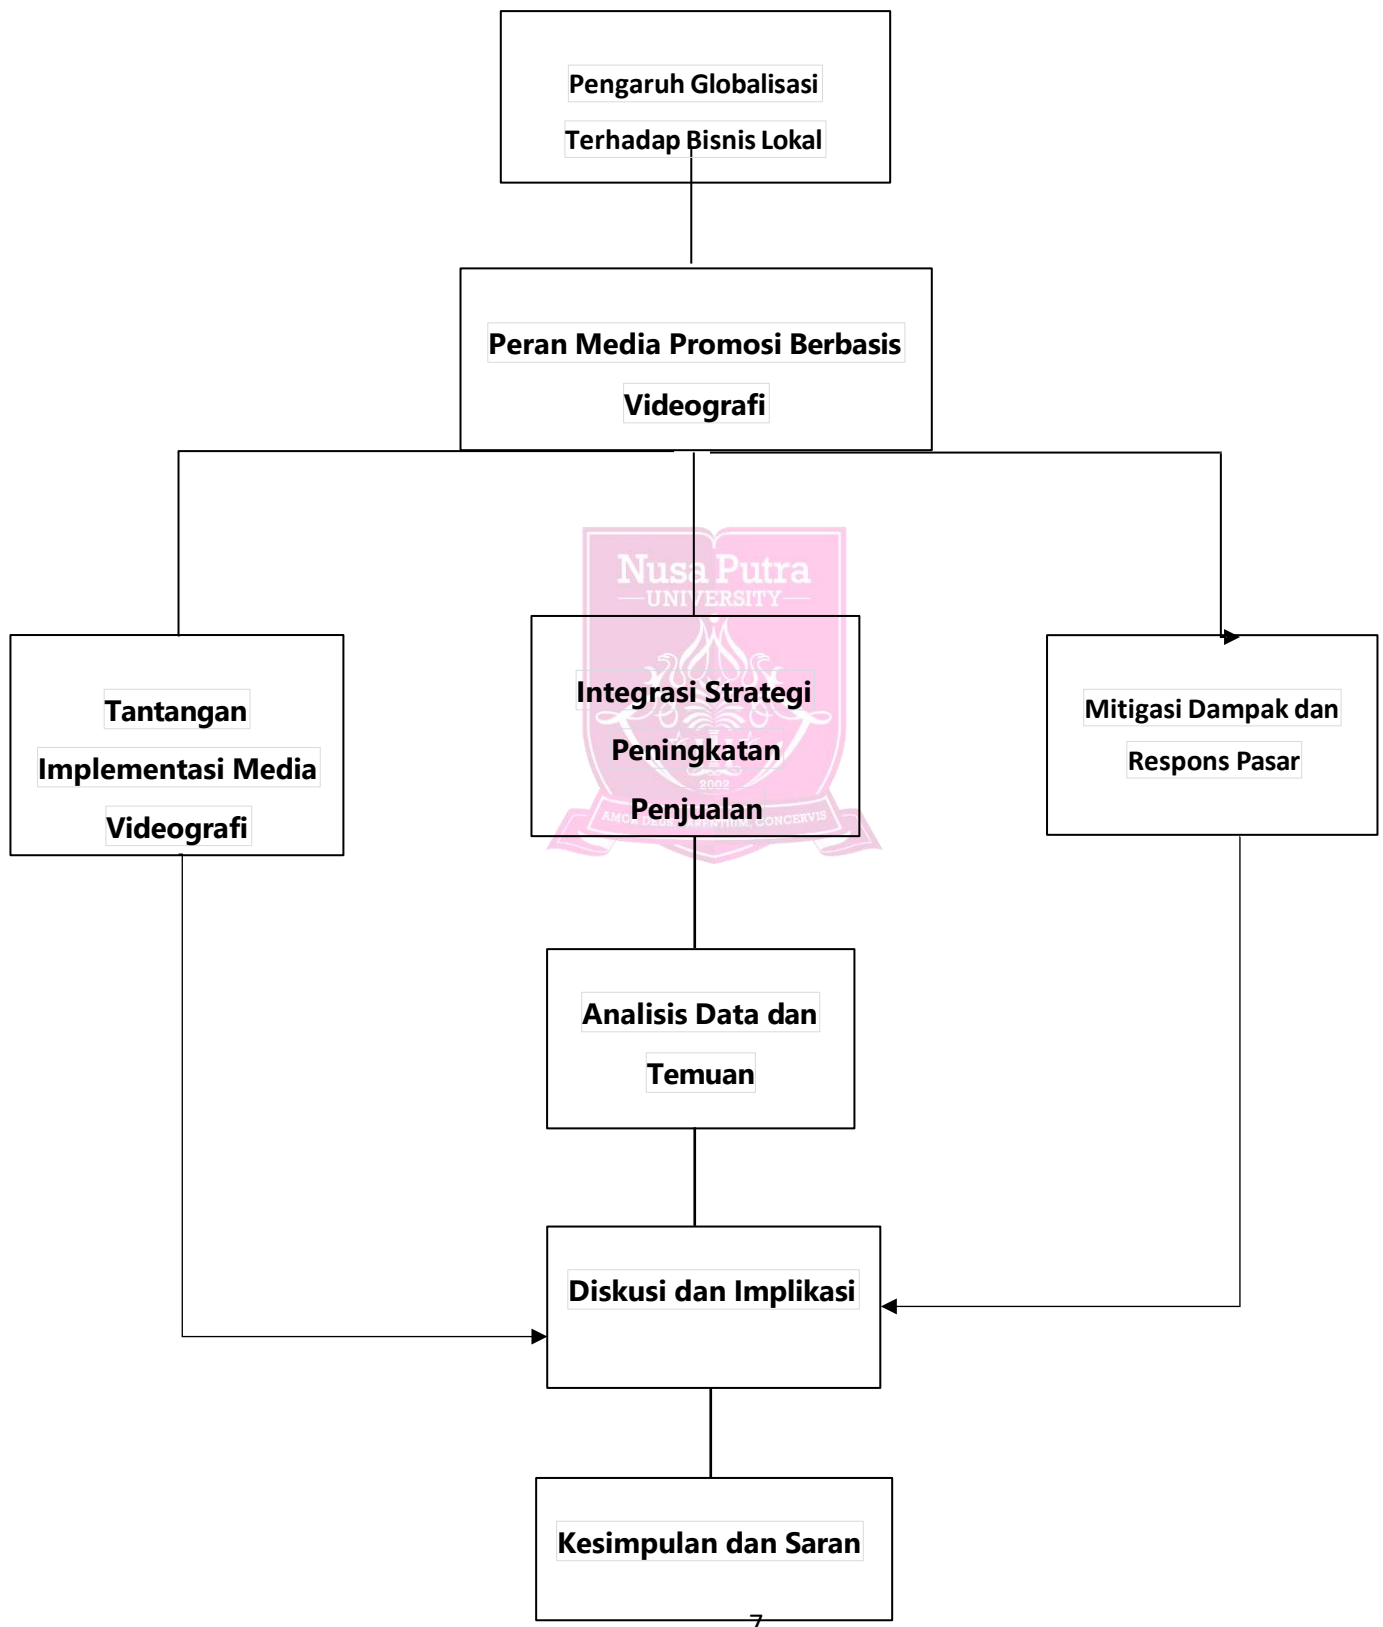 Pengaruh Globalisasi
Terhadap Bisnis Lokal
Peran Media Promosi Berbasis
Videografi
Nusa Putra
UNIVERSITY
Tantangan
Implementasi Media
Videografi
Integrasi Strategi
Peningkatan
Penjualan
2002
Mitigasi Dampak dan
Respons Pasar
Analisis Data dan
Temuan
Diskusi dan Implikasi
Kesimpulan dan Saran
7